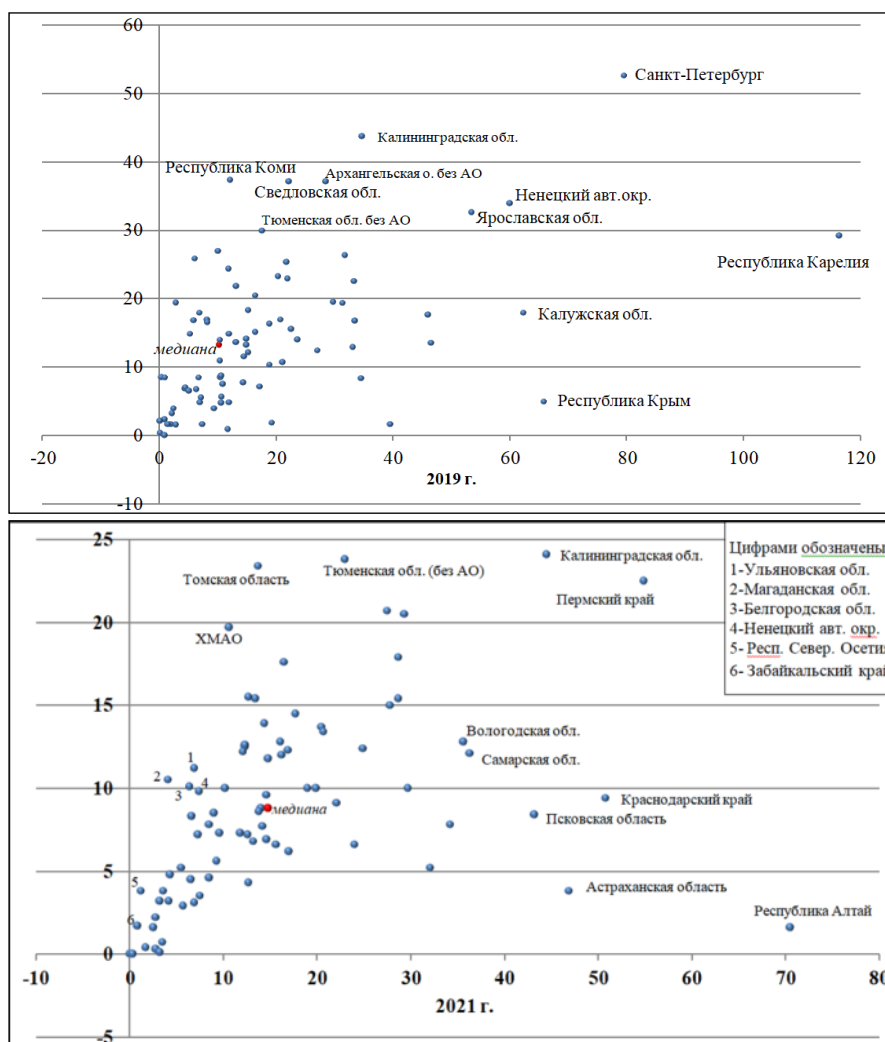 60
50
Санкт-Петербург
40
Калининградская обл.
Республика Коми
Архангельская о. без АО
Сведловская обл.
Ненецкий авт.окр.
Ярославская обл.
Тюменская обл. без АО
30
Республика Карелия
20
Калужская обл.
медиана
10
Республика Крым
0
-20 0 20 40 60 80 100 120
2019 г.
-10
25
Калининградская обл.
Томская область
Тюменская обл. (без АО)
Пермский край
Цифрами обозначены
1-Ульяновская обл.
2-Магаданская обл.
3-Белгородская обл.
4-Ненецкий авт. окр.
5- Респ. Север. Осетия
6- Забайкальский край
20
ХМАО
15
Вологодская обл.
Самарская обл.
1
2
3 4
10
медиана
Краснодарский край
Псковская область
5
5
Астраханская область
Республика Алтай
6
0
-10 0 10 20 30 40 50 60 70 80
2021 г.
-5